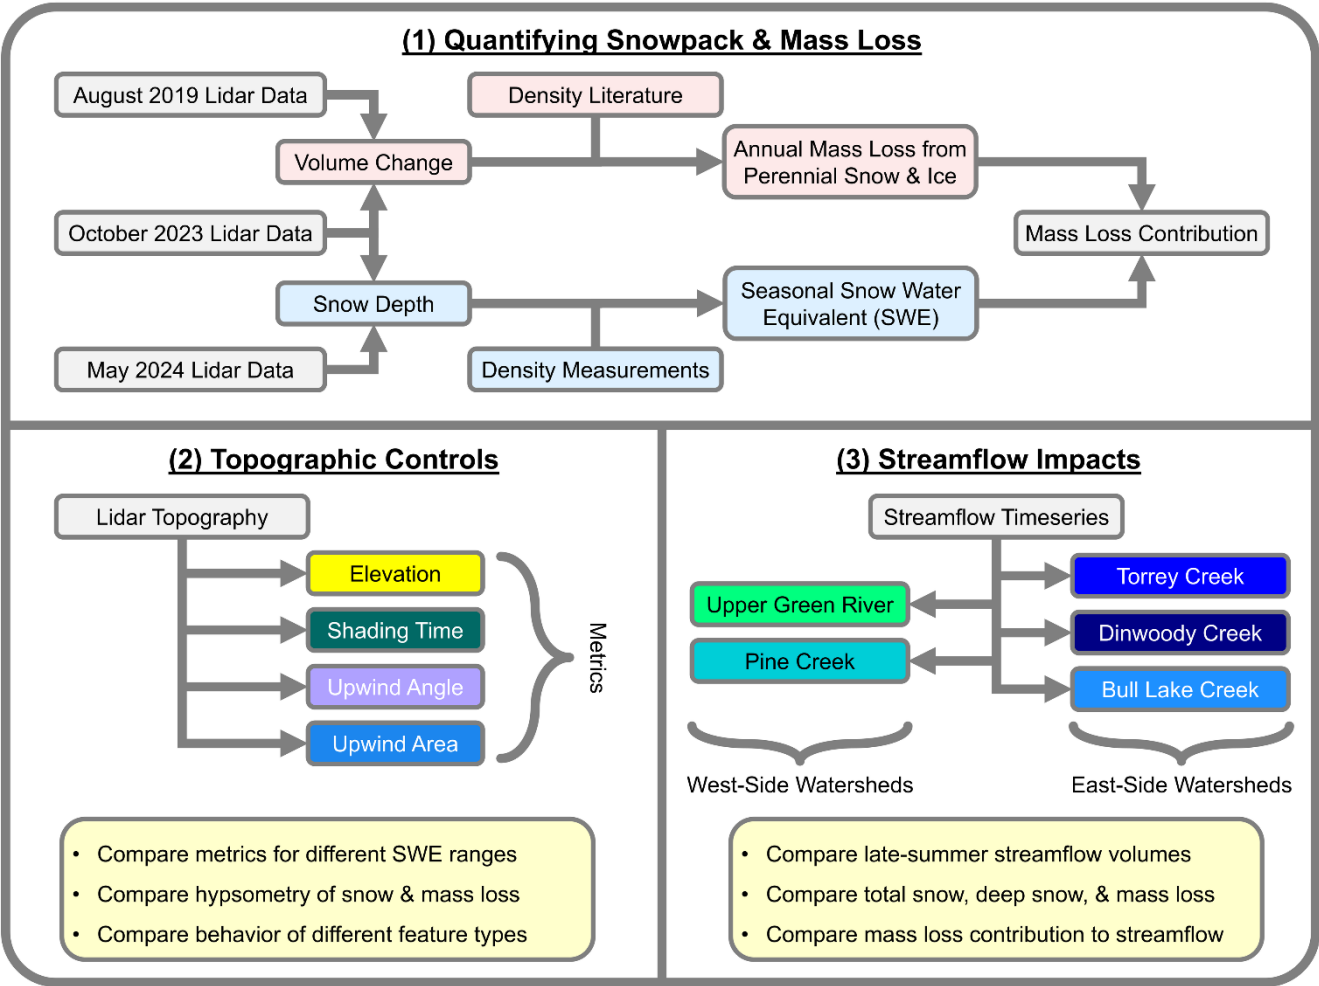 (1) Quantifying Snowpack & Mass Loss
August 2019 Lidar Data
Density Literature
Volume Change
Annual Mass Loss from
Perennial Snow & Ice
October 2023 Lidar Data
Mass Loss Contribution
Snow Depth
Seasonal Snow Water
Equivalent (SWE)
May 2024 Lidar Data
Density Measurements
(2) Topographic Controls
Lidar Topography
Elevation
Shading Time
Upwind Angle
Upwind Area
Metrics
• Compare metrics for different SWE ranges
• Compare hypsometry of snow & mass loss
• Compare behavior of different feature types
(3) Streamflow Impacts
Streamflow Timeseries
Upper Green River
Pine Creek
Torrey Creek
Dinwoody Creek
Bull Lake Creek
West-Side Watersheds
East-Side Watersheds
• Compare late-summer streamflow volumes
• Compare total snow, deep snow, & mass loss
• Compare mass loss contribution to streamflow